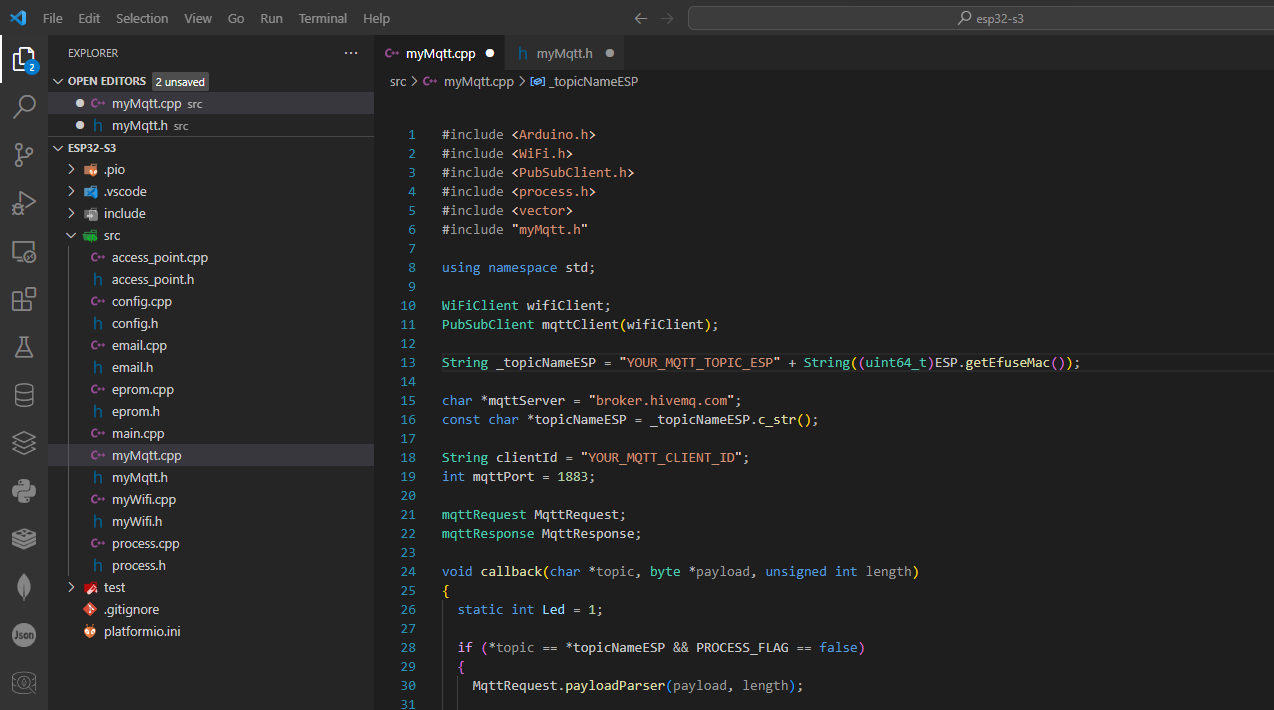 File Edit Selection View Go Run Terminal Help
esp32-s3
EXPLORER
2
OPEN EDITORS 2 unsaved
C++ myMqtt.cpp src
h myMqtt.h src
ESP32-S3
.pio
.vscode
include
src
C++ access_point.cpp
h access_point.h
C++ config.cpp
h config.h
C++ email.cpp
h email.h
C++ eprom.cpp
h eprom.h
C++ main.cpp
C++ myMqtt.cpp
h myMqtt.h
C++ myWifi.cpp
h myWifi.h
C++ process.cpp
h process.h
test
.gitignore
platformio.ini
Json
C++ myMqtt.cpp h myMqtt.h
src > C++ myMqtt.cpp > _topicNameESP
1 #include <Arduino.h>
2 #include <WiFi.h>
3 #include <PubSubClient.h>
4 #include <process.h>
5 #include <vector>
6 #include "myMqtt.h"
7
8 using namespace std;
9
10 WiFiClient wifiClient;
11 PubSubClient mqttClient(wifiClient);
12
13 String _topicNameESP = "YOUR_MQTT_TOPIC_ESP" + String((uint64_t)ESP.getEfuseMac());
14
15 char *mqttServer = "broker.hivemq.com";
16 const char *topicNameESP = _topicNameESP.c_str();
17
18 String clientId = "YOUR_MQTT_CLIENT_ID";
19 int mqttPort = 1883;
20
21 mqttRequest MqttRequest;
22 mqttResponse MqttResponse;
23
24 void callback(char *topic, byte *payload, unsigned int length)
25 {
26 static int Led = 1;
27
28 if (*topic == *topicNameESP && PROCESS_FLAG == false)
29 {
30 MqttRequest.payloadParser(payload, length);
31